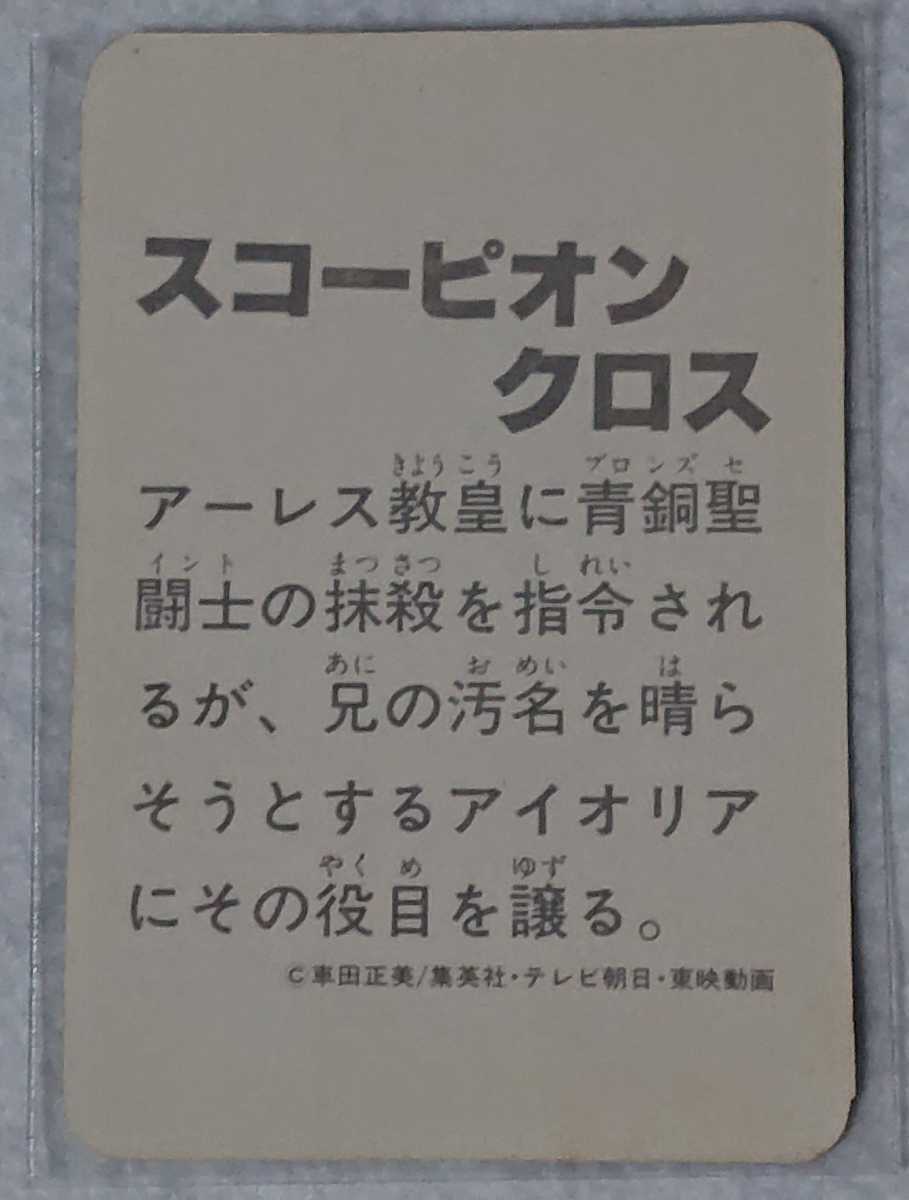 スコーピオン
クロス
きょうこう ブロンズセ
アーレス教皇に青銅聖
イント まっさつ しれい
闘士の抹殺を指令され
あに おめい は
るが、兄の汚名を晴ら
そうとするアイオリア
やくめ ゆず
にその役目を譲る。
©車田正美/集英社・テレビ朝日・東映動画